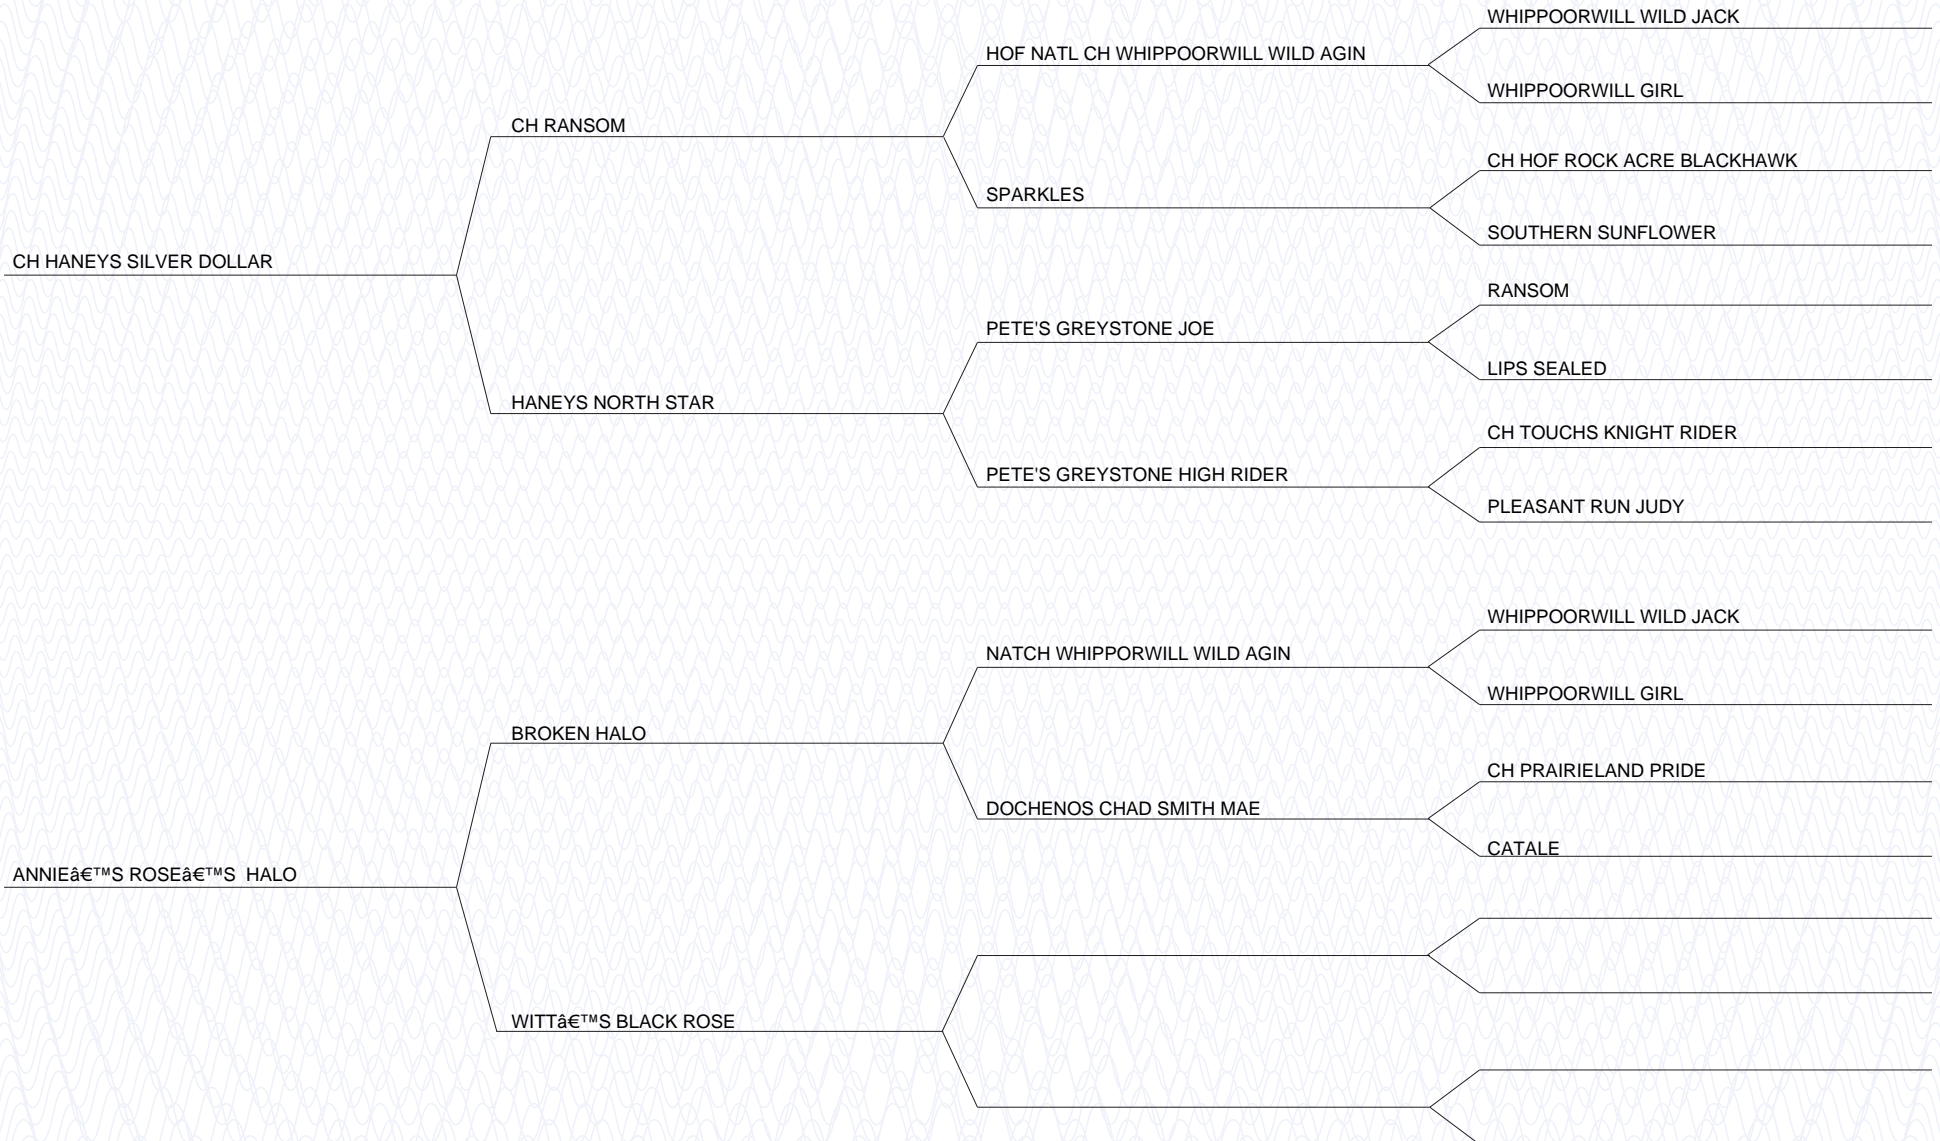 WHIPPOORWILL WILD JACK
HOF NATL CH WHIPPOORWILL WILD AGIN
WHIPPOORWILL GIRL
CH RANSOM
CH HOF ROCK ACRE BLACKHAWK
SPARKLES
SOUTHERN SUNFLOWER
CH HANEYS SILVER DOLLAR
RANSOM
PETE'S GREYSTONE JOE
LIPS SEALED
HANEYS NORTH STAR
CH TOUCHS KNIGHT RIDER
PETE'S GREYSTONE HIGH RIDER
PLEASANT RUN JUDY
WHIPPOORWILL WILD JACK
NATCH WHIPPORWILL WILD AGIN
WHIPPOORWILL GIRL
BROKEN HALO
CH PRAIRIELAND PRIDE
DOCHENOS CHAD SMITH MAE
CATALE
ANNIEâ€™S ROSEâ€™S  HALO
WITTâ€™S BLACK ROSE